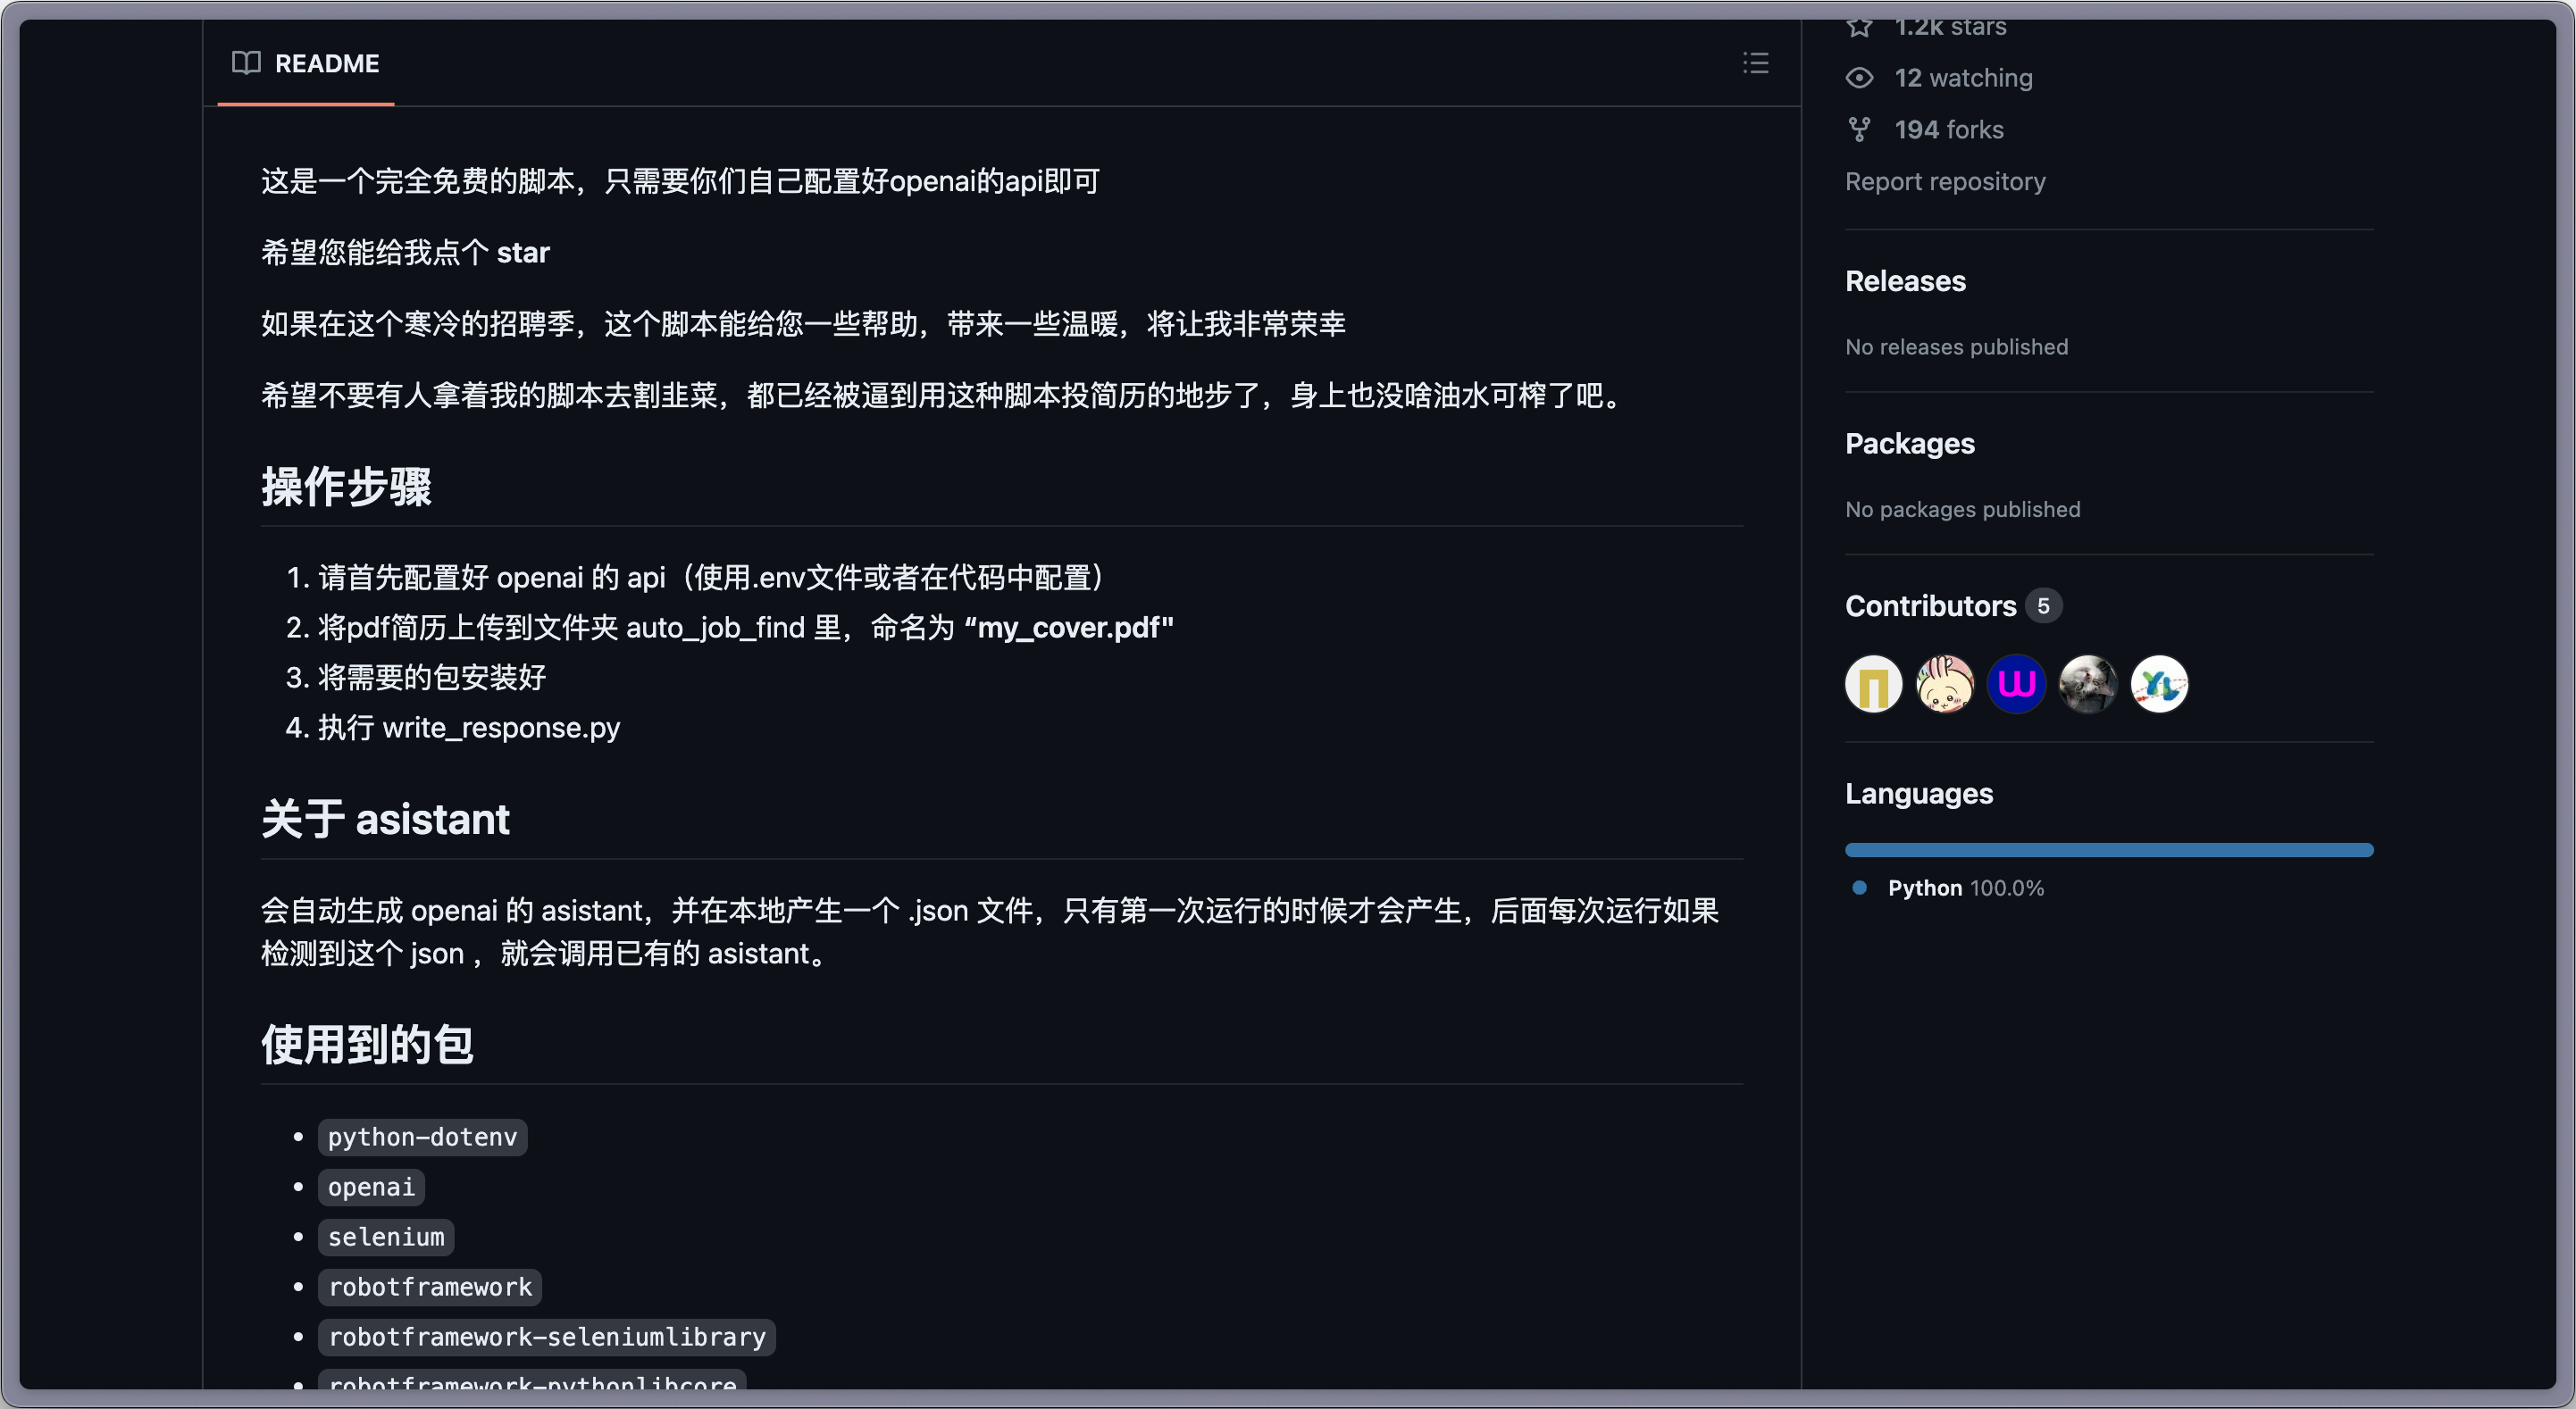 README
这是一个完全免费的脚本，只需要你们自己配置好openai的api即可
希望您能给我点个 star
如果在这个寒冷的招聘季，这个脚本能给您一些帮助，带来一些温暖，将让我非常荣幸
希望不要有人拿着我的脚本去割韭菜，都已经被逼到用这种脚本投简历的地步了，身上也没啥油水可榨了吧。
操作步骤
1. 请首先配置好 openai 的 api（使用.env文件或者在代码中配置）
2. 将pdf简历上传到文件夹 auto_job_find 里，命名为 “my_cover.pdf"
3. 将需要的包安装好
4. 执行 write_response.py
关于 asistant
会自动生成 openai 的 asistant，并在本地产生一个 .json 文件，只有第一次运行的时候才会产生，后面每次运行如果
检测到这个 json ，就会调用已有的 asistant。
使用到的包
• python-dotenv
• openai
• selenium
• robotframework
• robotframework-seleniumlibrary
• robotframework-pythonlibcore
1.2k stars
12 watching
194 forks
Report repository
Releases
No releases published
Packages
No packages published
Contributors 5
Languages
Python 100.0%